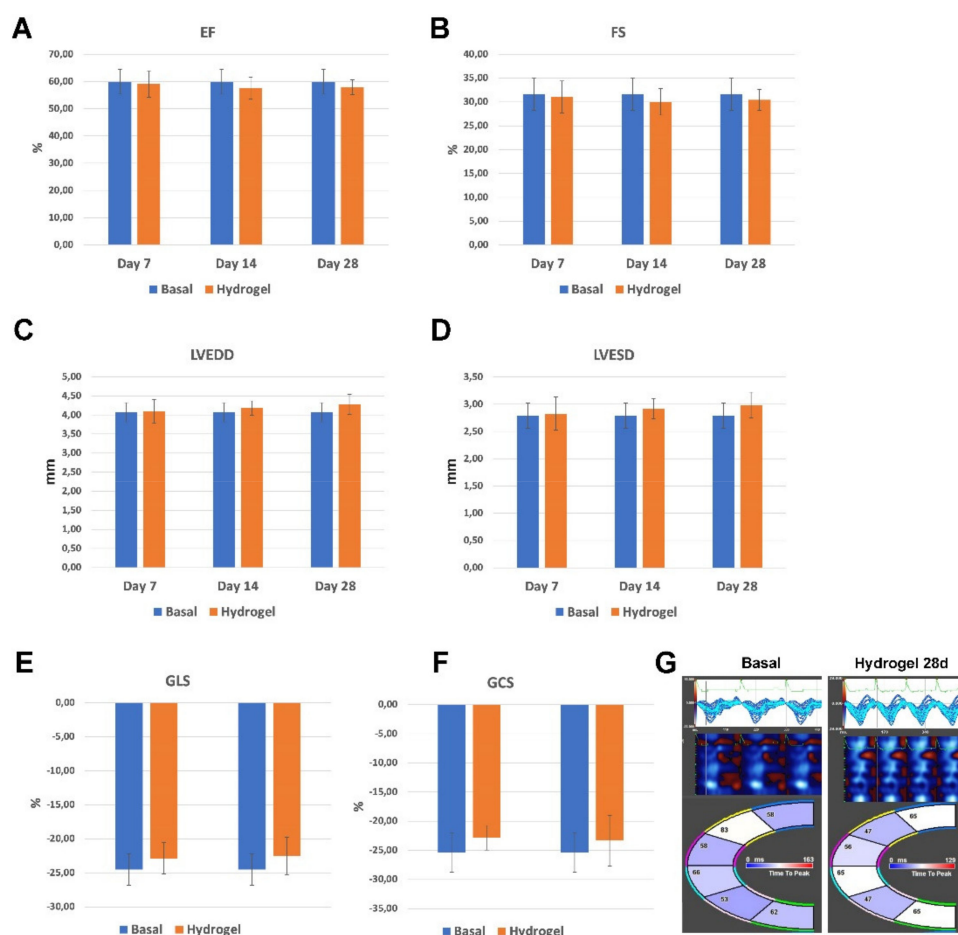 A
EF
70,00
60,00
50,00
40,00
30,00
20,00
10,00
0,00
%
Day 7 Day 14 Day 28
Basal Hydrogel
B
FS
40,00
35,00
30,00
25,00
20,00
15,00
10,00
5,00
0,00
%
Day 7 Day 14 Day 28
Basal Hydrogel
C
LVEDD
5,00
4,50
4,00
3,50
3,00
2,50
2,00
1,50
1,00
0,50
0,00
mm
Day 7 Day 14 Day 28
Basal Hydrogel
D
LVESD
3,50
3,00
2,50
2,00
1,50
1,00
0,50
0,00
mm
Day 7 Day 14 Day 28
Basal Hydrogel
E
GLS
0,00
-5,00
-10,00
-15,00
-20,00
-25,00
-30,00
%
Basal Hydrogel
F
GCS
0,00
-5,00
-10,00
-15,00
-20,00
-25,00
-30,00
-35,00
%
Basal Hydrogel
G
Basal
58
83
58
66
53
62
0 ms 163
Time To Peak
Hydrogel 28d
65
47
56
65
47
65
0 ms 129
Time To Peak